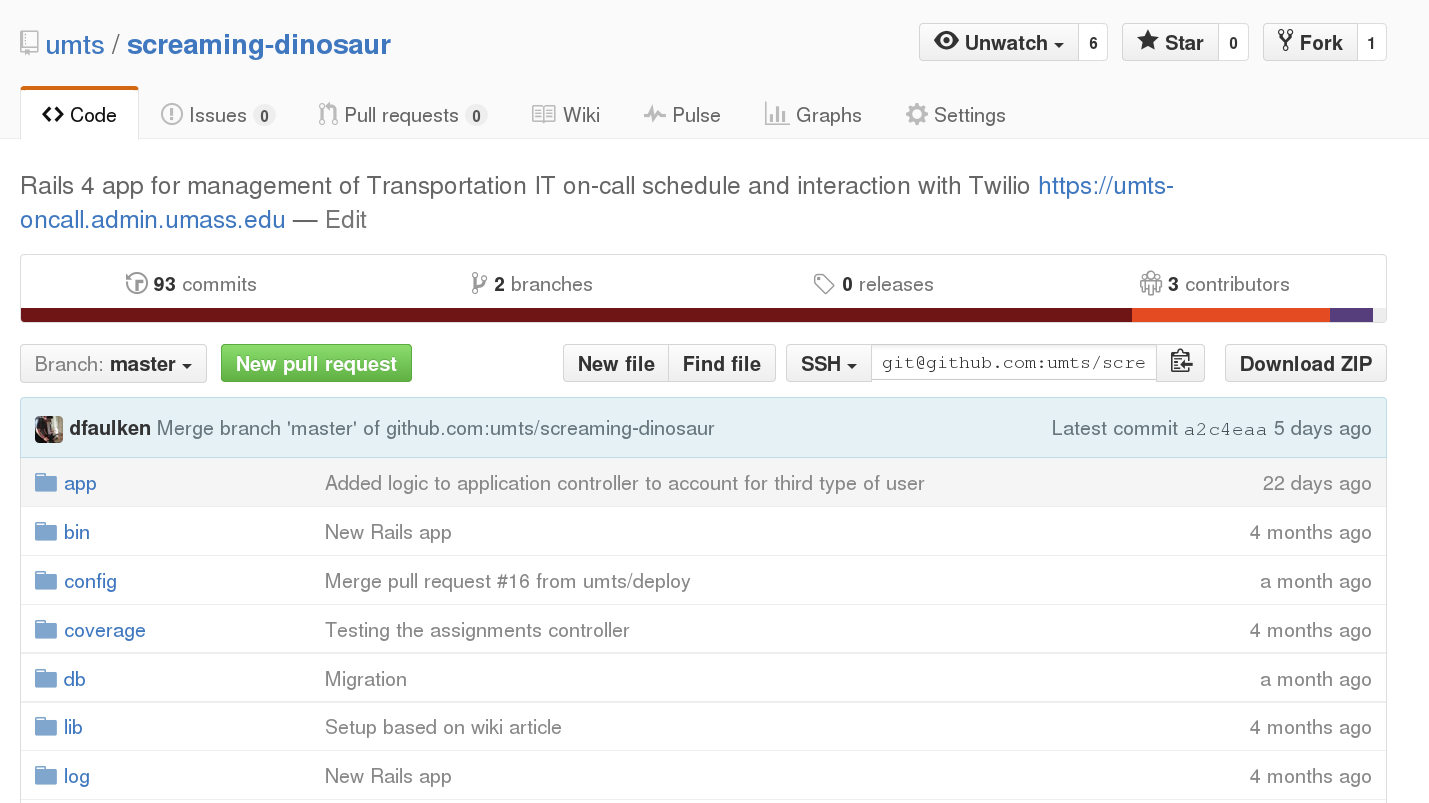 umts / screaming-dinosaur Unwatch 6 Star 0 Fork 1
Code Issues 0 Pull requests 0 Wiki Pulse Graphs Settings
Rails 4 app for management of Transportation IT on-call schedule and interaction with Twilio https://umts-
oncall.admin.umass.edu — Edit
93 commits 2 branches 0 releases 3 contributors
Branch: master New pull request New file Find file SSH git@github.com:umts/scre Download ZIP
dfaulken Merge branch 'master' of github.com:umts/screaming-dinosaur Latest commit a2c4eaa 5 days ago
app Added logic to application controller to account for third type of user 22 days ago
bin New Rails app 4 months ago
config Merge pull request #16 from umts/deploy a month ago
coverage Testing the assignments controller 4 months ago
db Migration a month ago
lib Setup based on wiki article 4 months ago
log New Rails app 4 months ago